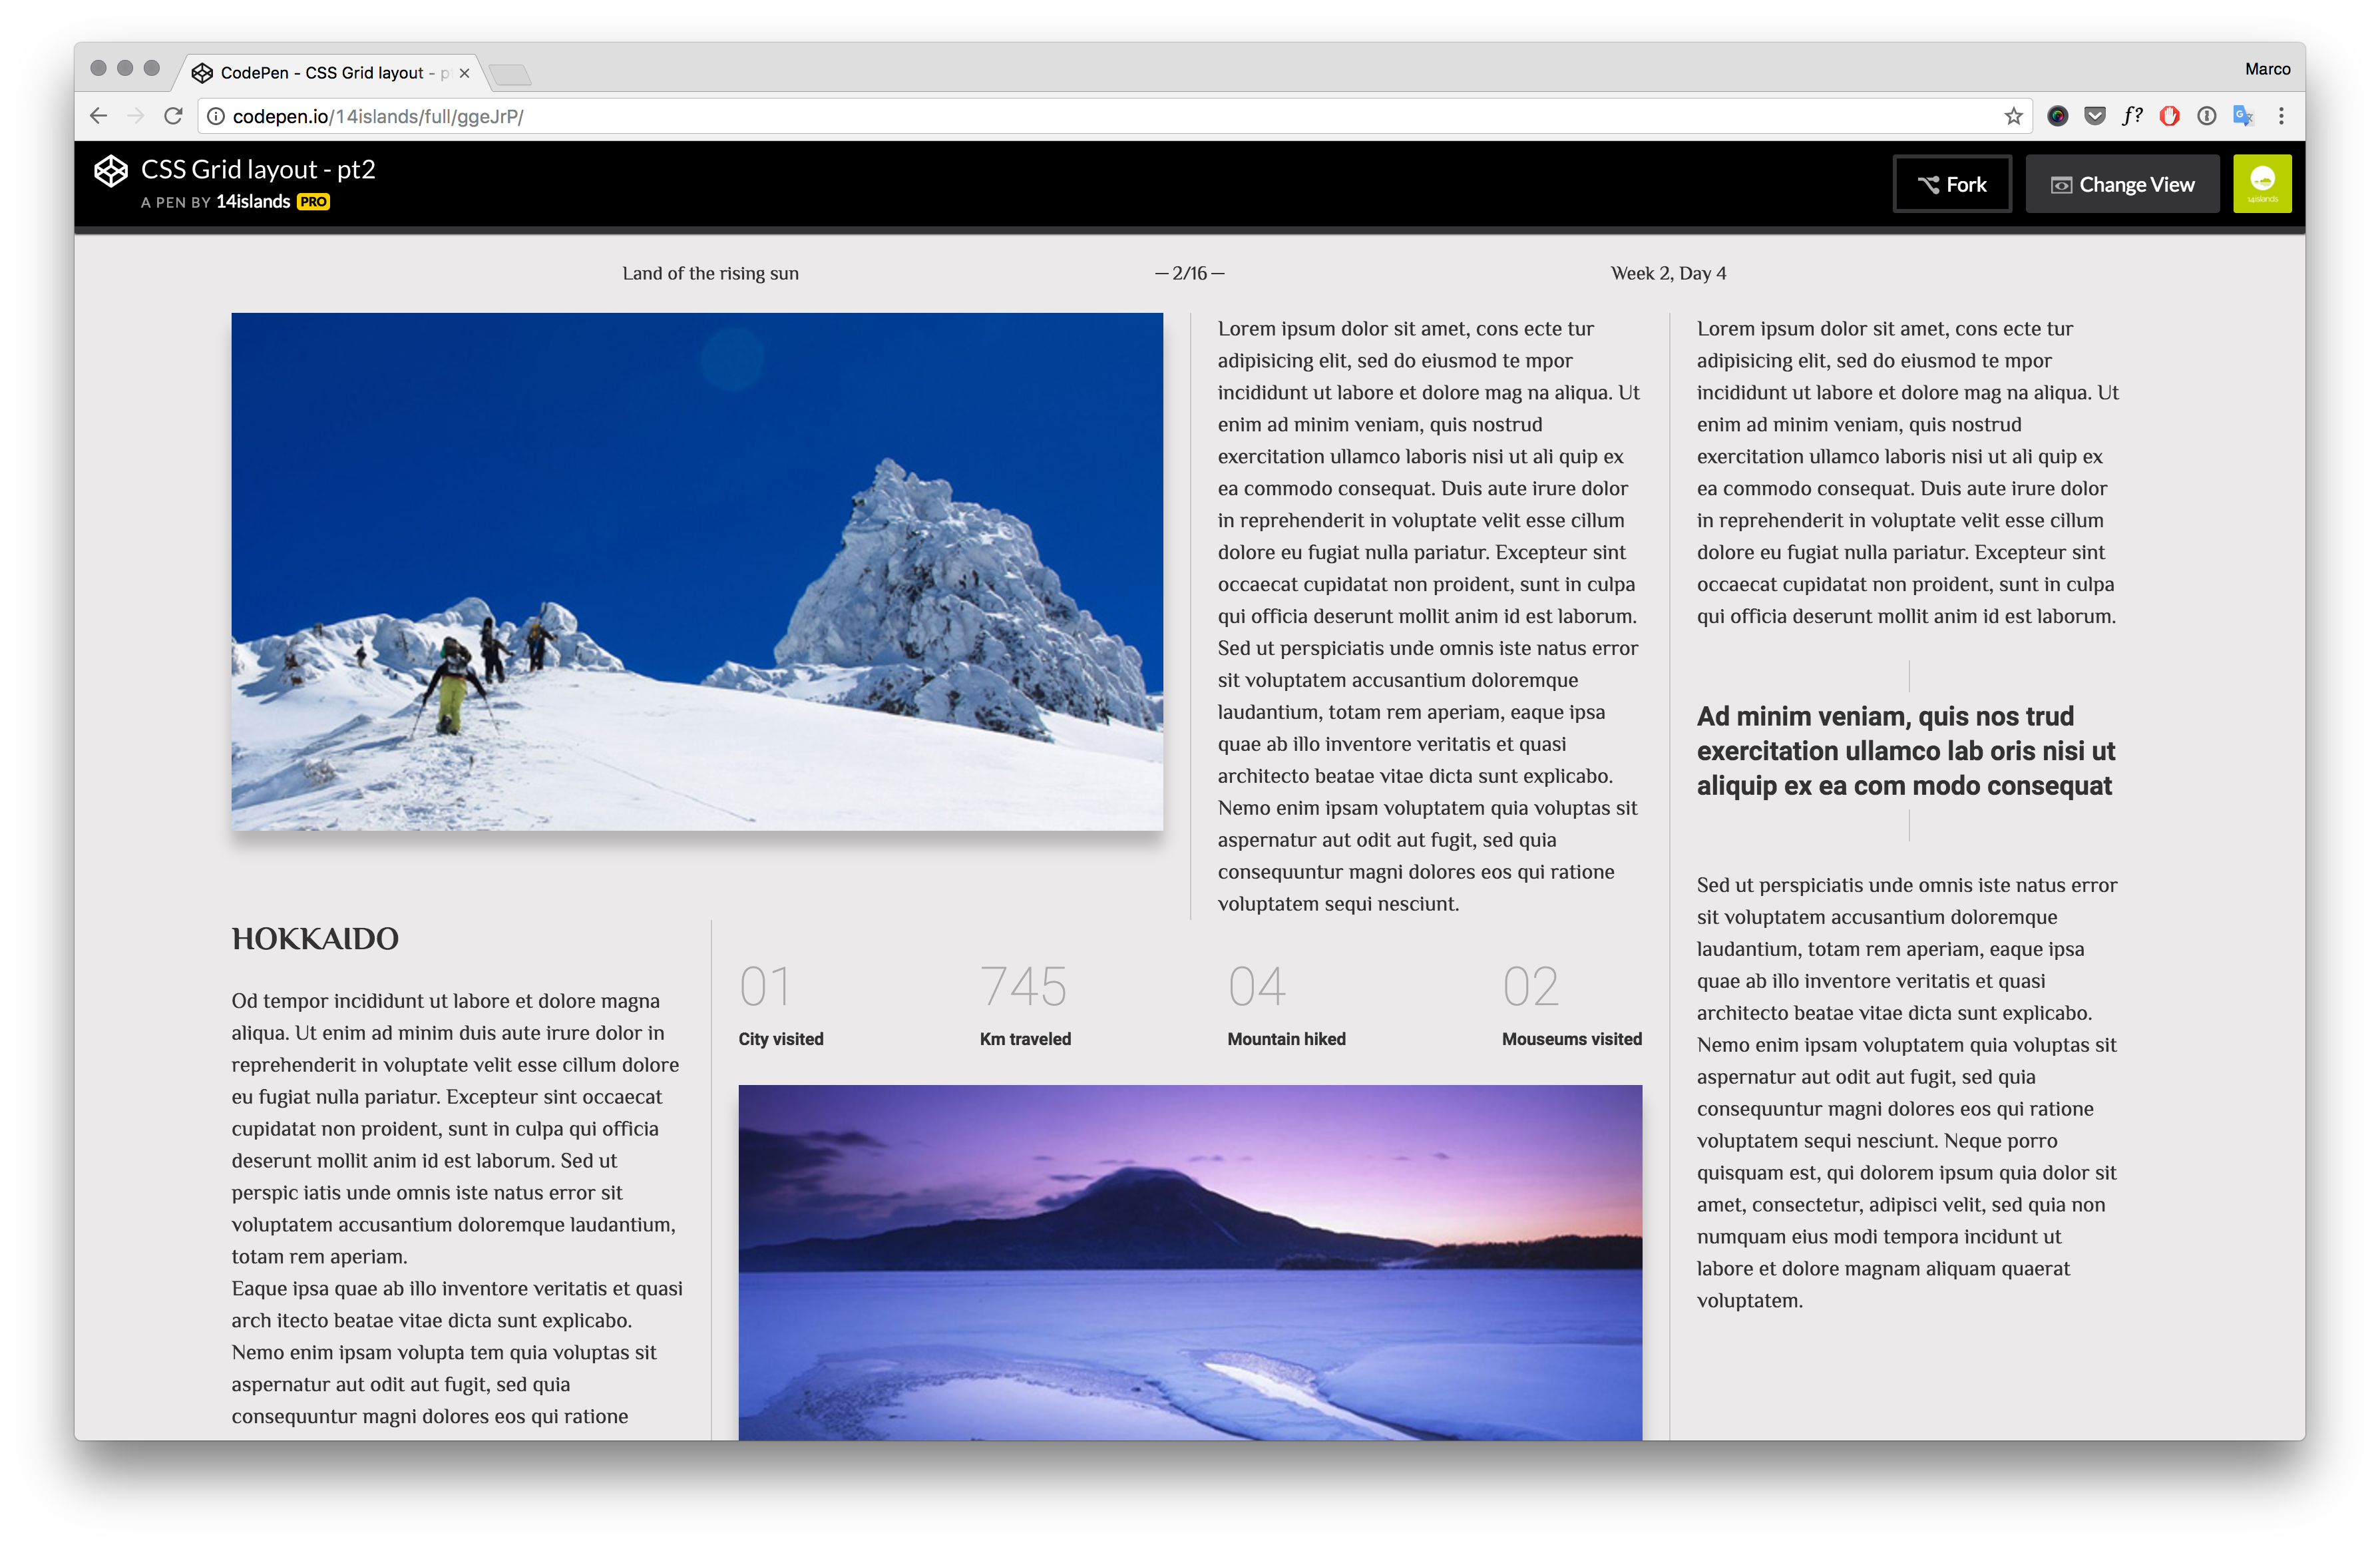 CodePen - CSS Grid layout - p
Marco
codepen.io/14islands/full/ggeJrP/
f?
CSS Grid layout - pt2
A PEN BY 14islands PRO
Fork
Change View
14islands
Land of the rising sun
— 2/16 —
Week 2, Day 4
Lorem ipsum dolor sit amet, cons ecte tur
adipisicing elit, sed do eiusmod te mpor
incididunt ut labore et dolore mag na aliqua. Ut
enim ad minim veniam, quis nostrud
exercitation ullamco laboris nisi ut ali quip ex
ea commodo consequat. Duis aute irure dolor
in reprehenderit in voluptate velit esse cillum
dolore eu fugiat nulla pariatur. Excepteur sint
occaecat cupidatat non proident, sunt in culpa
qui officia deserunt mollit anim id est laborum.
Sed ut perspiciatis unde omnis iste natus error
sit voluptatem accusantium doloremque
laudantium, totam rem aperiam, eaque ipsa
quae ab illo inventore veritatis et quasi
architecto beatae vitae dicta sunt explicabo.
Nemo enim ipsam voluptatem quia voluptas sit
aspernatur aut odit aut fugit, sed quia
consequuntur magni dolores eos qui ratione
voluptatem sequi nesciunt.
Lorem ipsum dolor sit amet, cons ecte tur
adipisicing elit, sed do eiusmod te mpor
incididunt ut labore et dolore mag na aliqua. Ut
enim ad minim veniam, quis nostrud
exercitation ullamco laboris nisi ut ali quip ex
ea commodo consequat. Duis aute irure dolor
in reprehenderit in voluptate velit esse cillum
dolore eu fugiat nulla pariatur. Excepteur sint
occaecat cupidatat non proident, sunt in culpa
qui officia deserunt mollit anim id est laborum.
Ad minim veniam, quis nos trud
exercitation ullamco lab oris nisi ut
aliquip ex ea com modo consequat
Sed ut perspiciatis unde omnis iste natus error
sit voluptatem accusantium doloremque
laudantium, totam rem aperiam, eaque ipsa
quae ab illo inventore veritatis et quasi
architecto beatae vitae dicta sunt explicabo.
Nemo enim ipsam voluptatem quia voluptas sit
aspernatur aut odit aut fugit, sed quia
consequuntur magni dolores eos qui ratione
voluptatem sequi nesciunt. Neque porro
quisquam est, qui dolorem ipsum quia dolor sit
amet, consectetur, adipisci velit, sed quia non
numquam eius modi tempora incidunt ut
labore et dolore magnam aliquam quaerat
voluptatem.
HOKKAIDO
Od tempor incididunt ut labore et dolore magna
aliqua. Ut enim ad minim duis aute irure dolor in
reprehenderit in voluptate velit esse cillum dolore
eu fugiat nulla pariatur. Excepteur sint occaecat
cupidatat non proident, sunt in culpa qui officia
deserunt mollit anim id est laborum. Sed ut
perspic iatis unde omnis iste natus error sit
voluptatem accusantium doloremque laudantium,
totam rem aperiam.
Eaque ipsa quae ab illo inventore veritatis et quasi
arch itecto beatae vitae dicta sunt explicabo.
Nemo enim ipsam volupta tem quia voluptas sit
aspernatur aut odit aut fugit, sed quia
consequuntur magni dolores eos qui ratione
01
City visited
745
Km traveled
04
Mountain hiked
02
Mouseums visited